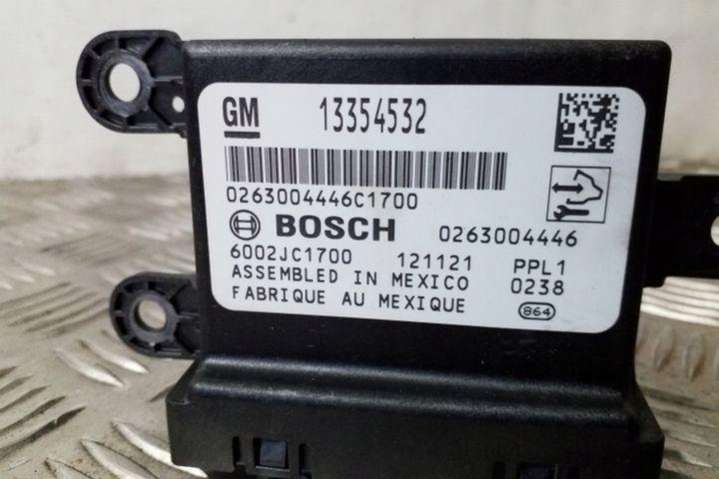 GM 13354532
0263004446C1700
BOSCH 0263004446
6002JC1700 121121 PPL1
ASSEMBLED IN MEXICO 0238
FABRIQUE AU MEXIQUE 864